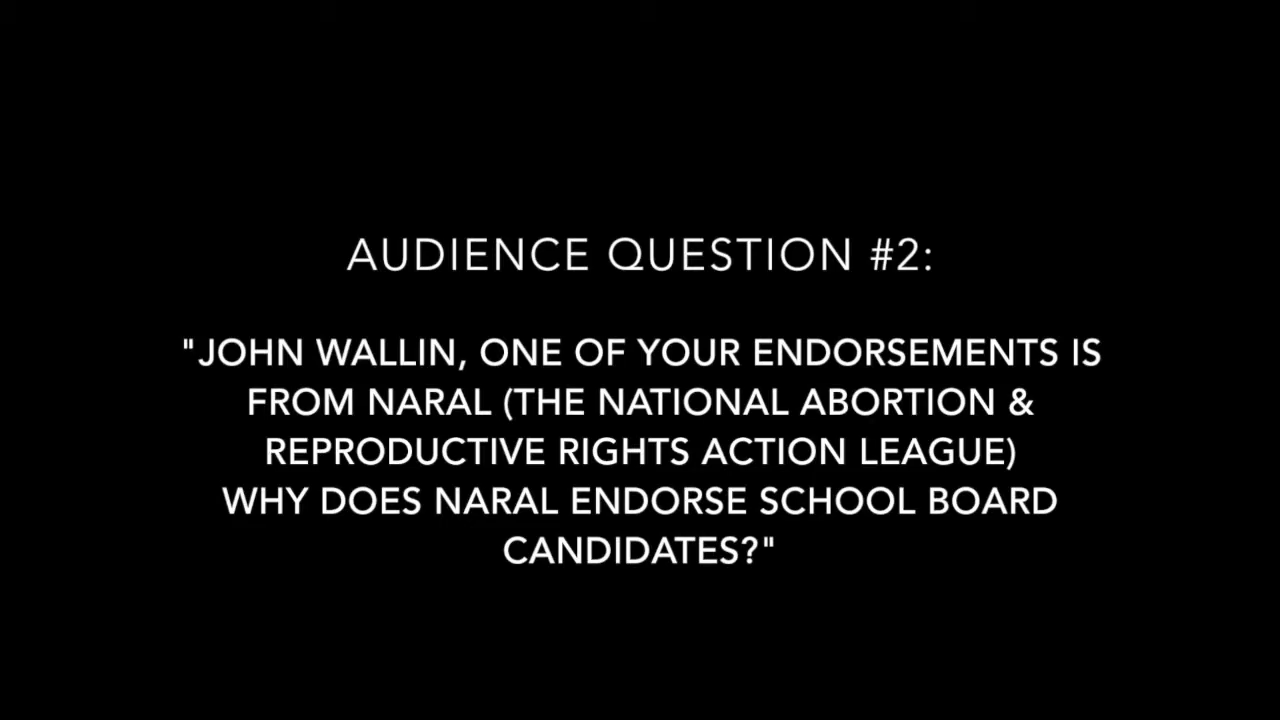 AUDIENCE QUESTION #2:
"JOHN WALLIN, ONE OF YOUR ENDORSEMENTS IS
FROM NARAL (THE NATIONAL ABORTION &
REPRODUCTIVE RIGHTS ACTION LEAGUE)
WHY DOES NARAL ENDORSE SCHOOL BOARD
CANDIDATES?"